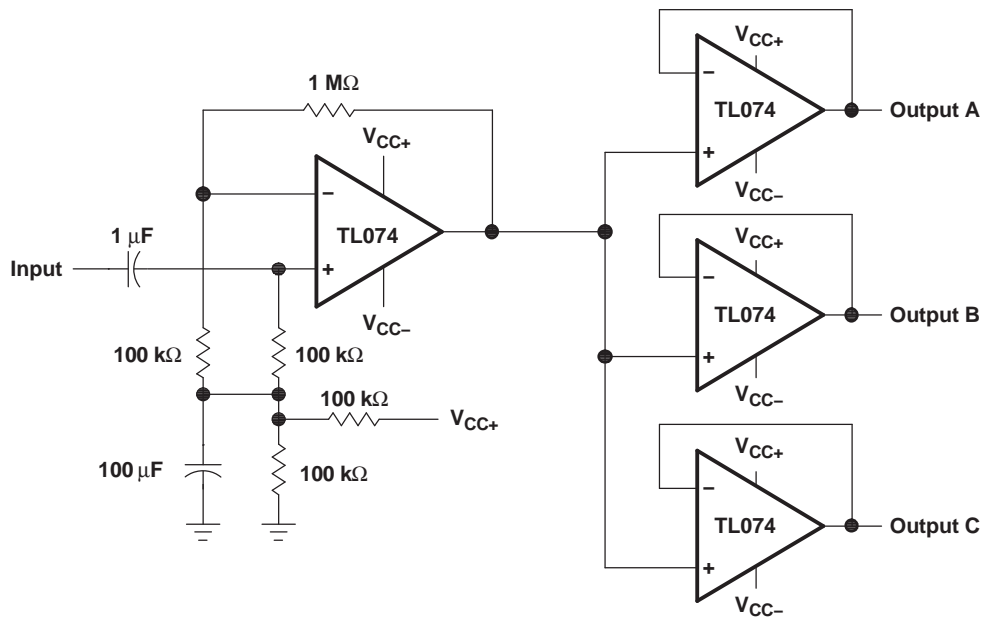 1 MΩ
VCC+
−
TL074
+
VCC−
1 µF
Input
100 kΩ
100 kΩ
100 kΩ
VCC+
100 µF
100 kΩ
VCC+
−
TL074
+
VCC−
Output A
VCC+
−
TL074
+
VCC−
Output B
VCC+
−
TL074
+
VCC−
Output C